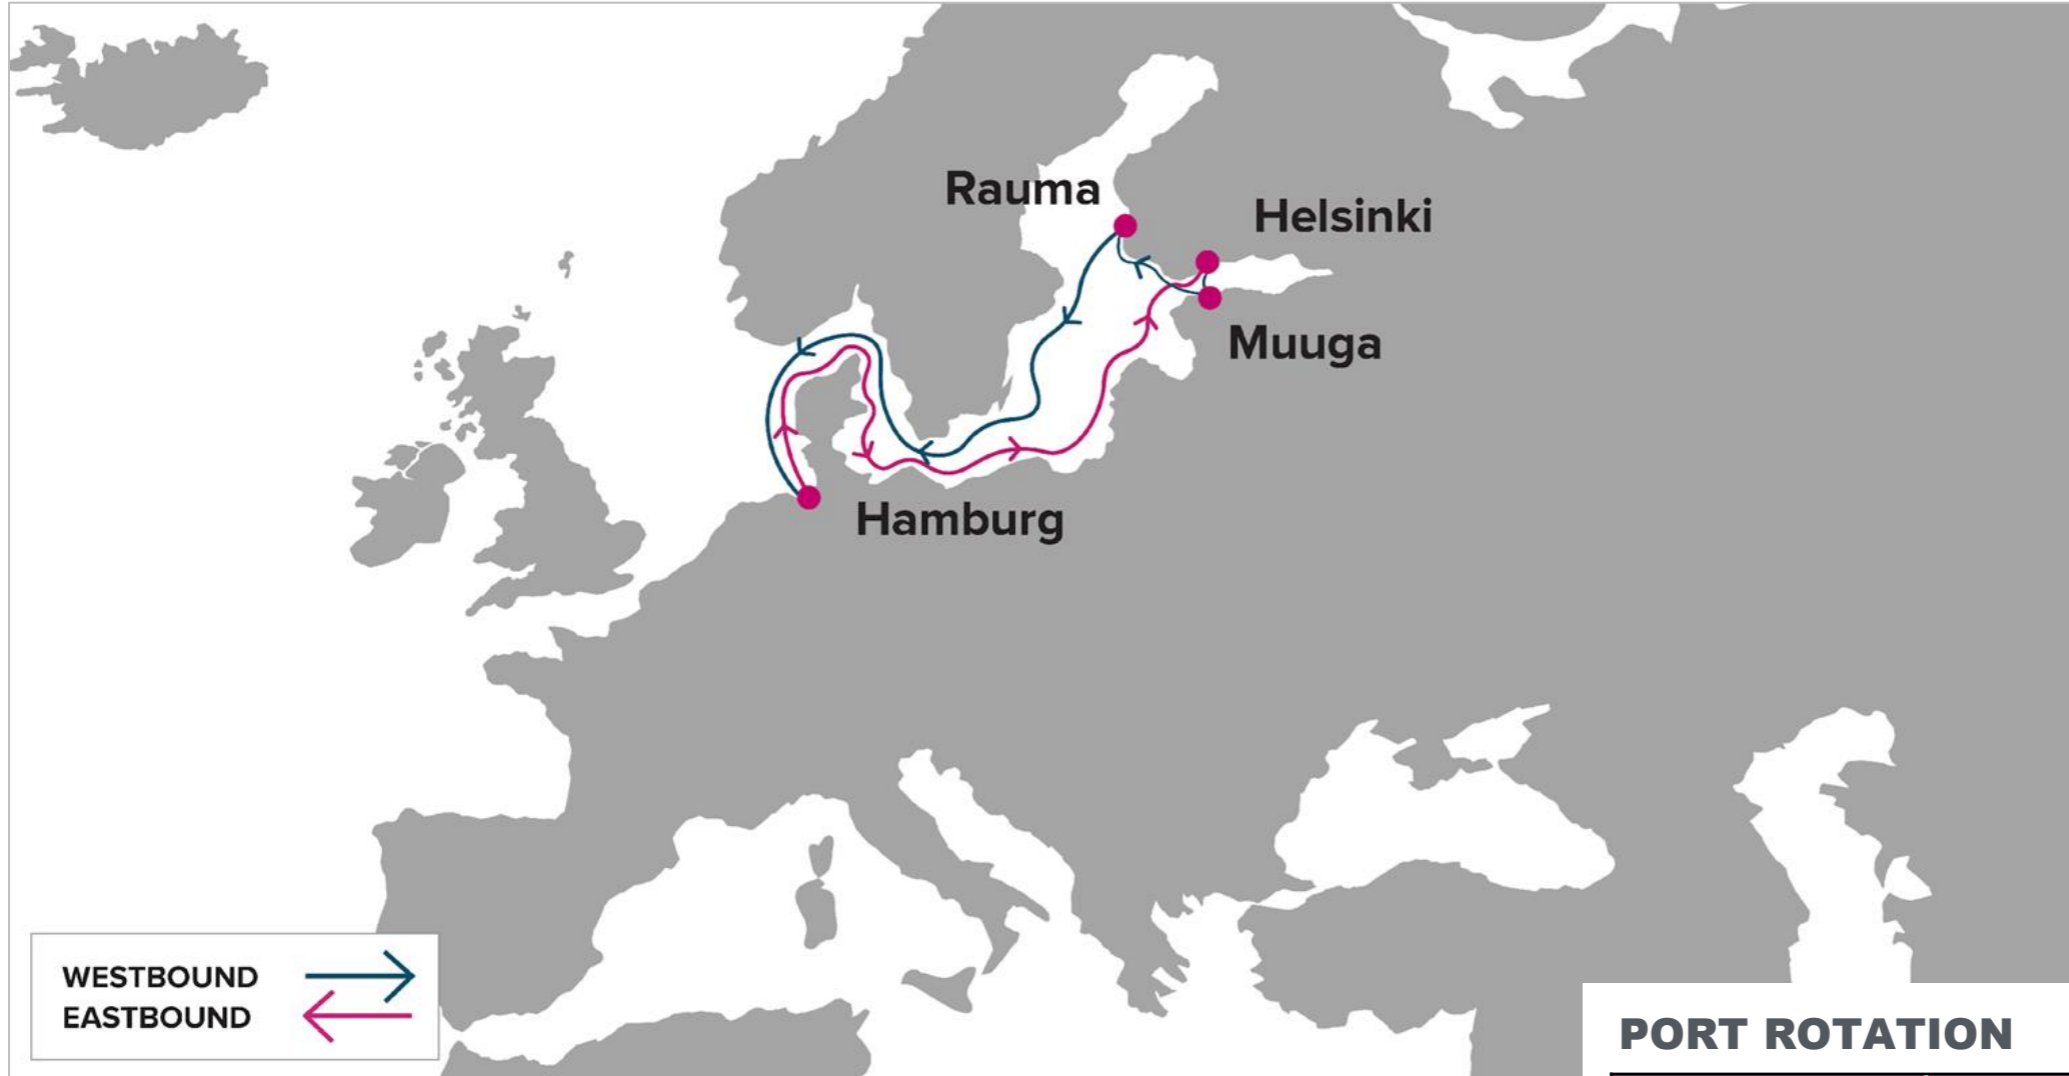 Rauma
Helsinki
Muuga
Hamburg
WESTBOUND
EASTBOUND
PORT ROTATION